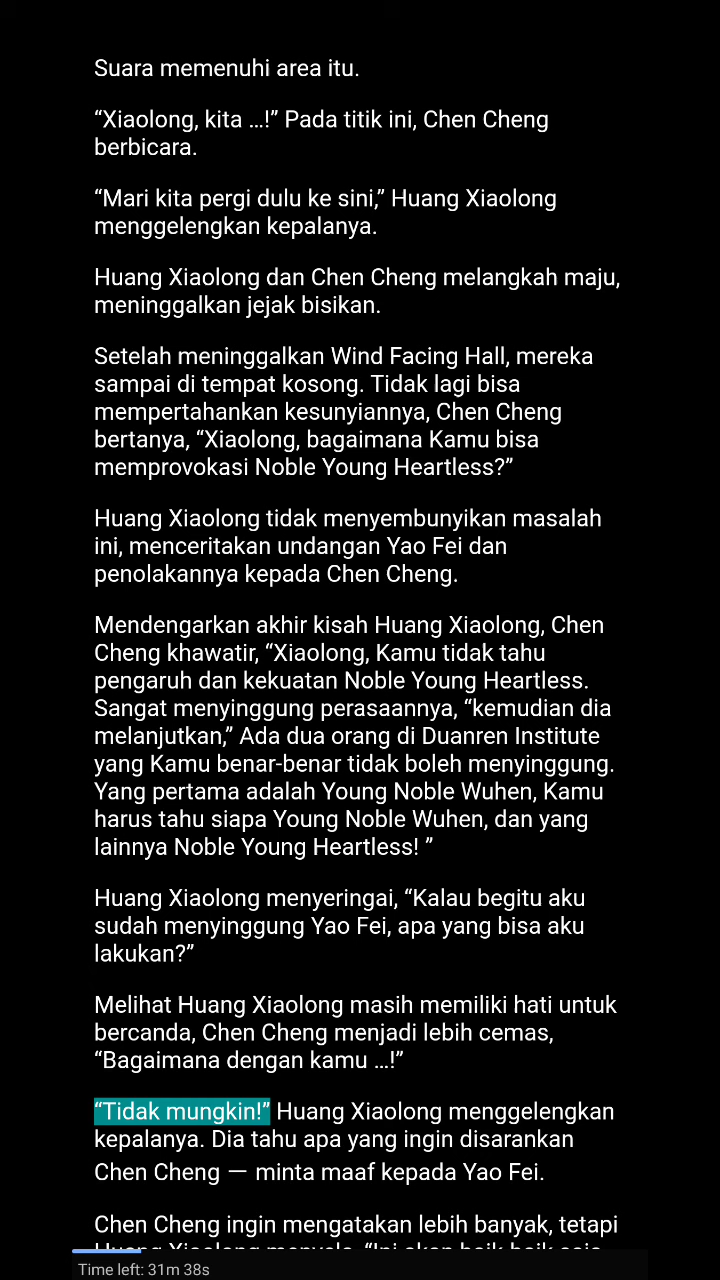 Suara memenuhi area itu.
“Xiaolong, kita …!” Pada titik ini, Chen Cheng
berbicara.
“Mari kita pergi dulu ke sini,” Huang Xiaolong
menggelengkan kepalanya.
Huang Xiaolong dan Chen Cheng melangkah maju,
meninggalkan jejak bisikan.
Setelah meninggalkan Wind Facing Hall, mereka
sampai di tempat kosong. Tidak lagi bisa
mempertahankan kesunyiannya, Chen Cheng
bertanya, “Xiaolong, bagaimana Kamu bisa
memprovokasi Noble Young Heartless?”
Huang Xiaolong tidak menyembunyikan masalah
ini, menceritakan undangan Yao Fei dan
penolakannya kepada Chen Cheng.
Mendengarkan akhir kisah Huang Xiaolong, Chen
Cheng khawatir, “Xiaolong, Kamu tidak tahu
pengaruh dan kekuatan Noble Young Heartless.
Sangat menyinggung perasaannya, “kemudian dia
melanjutkan,” Ada dua orang di Duanren Institute
yang Kamu benar-benar tidak boleh menyinggung.
Yang pertama adalah Young Noble Wuhen, Kamu
harus tahu siapa Young Noble Wuhen, dan yang
lainnya Noble Young Heartless! ”
Huang Xiaolong menyeringai, “Kalau begitu aku
sudah menyinggung Yao Fei, apa yang bisa aku
lakukan?”
Melihat Huang Xiaolong masih memiliki hati untuk
bercanda, Chen Cheng menjadi lebih cemas,
“Bagaimana dengan kamu …!”
“Tidak mungkin!” Huang Xiaolong menggelengkan
kepalanya. Dia tahu apa yang ingin disarankan
Chen Cheng — minta maaf kepada Yao Fei.
Chen Cheng ingin mengatakan lebih banyak, tetapi
Huang Xiaolong menyela, “Ini akan baik-baik saja
Time left: 31m 38s